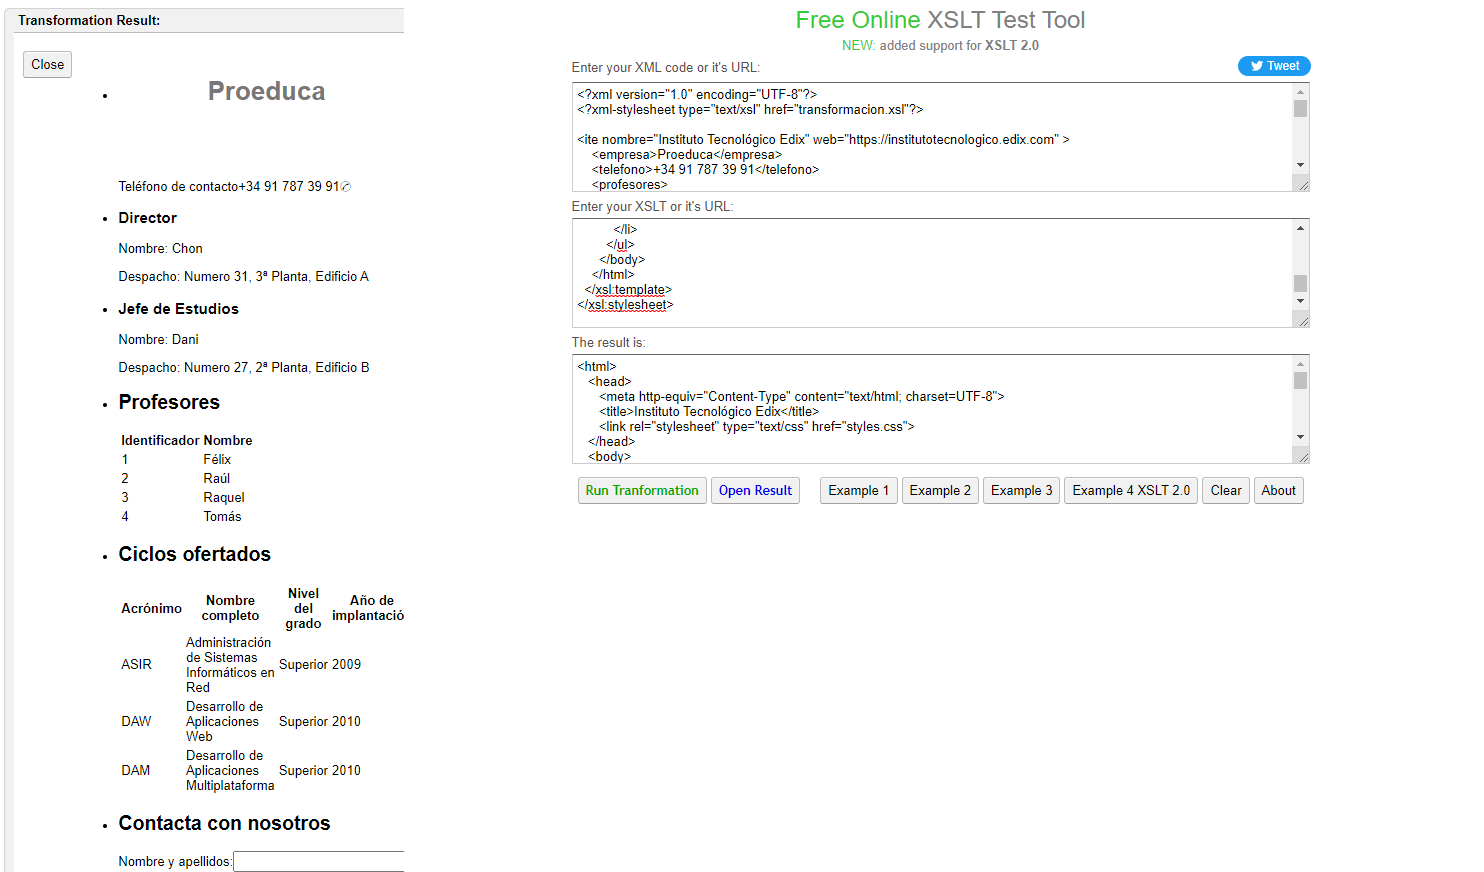 Transformation Result:
Close
Proeduca
Teléfono de contacto+34 91 787 39 91
Director
Nombre: Chon
Despacho: Numero 31, 3ª Planta, Edificio A
Jefe de Estudios
Nombre: Dani
Despacho: Numero 27, 2ª Planta, Edificio B
Profesores
Identificador Nombre
1 Félix
2 Raúl
3 Raquel
4 Tomás
Ciclos ofertados
Acrónimo Nombre completo Nivel del grado Año de implantació
ASIR Administración de Sistemas Informáticos en Red Superior 2009
DAW Desarrollo de Aplicaciones Web Superior 2010
DAM Desarrollo de Aplicaciones Multiplataforma Superior 2010
Contacta con nosotros
Nombre y apellidos:
Free Online XSLT Test Tool
NEW: added support for XSLT 2.0
Enter your XML code or it's URL:
Tweet
<?xml version="1.0" encoding="UTF-8"?>
<?xml-stylesheet type="text/xsl" href="transformacion.xsl"?>
<ite nombre="Instituto Tecnológico Edix" web="https://institutotecnologico.edix.com" >
<empresa>Proeduca</empresa>
<telefono>+34 91 787 39 91</telefono>
<profesores>
Enter your XSLT or it's URL:
</li>
</ul>
</body>
</html>
</xsl:template>
</xsl:stylesheet>
The result is:
<html>
<head>
<meta http-equiv="Content-Type" content="text/html; charset=UTF-8">
<title>Instituto Tecnológico Edix</title>
<link rel="stylesheet" type="text/css" href="styles.css">
</head>
<body>
Run Tranformation
Open Result
Example 1
Example 2
Example 3
Example 4 XSLT 2.0
Clear
About